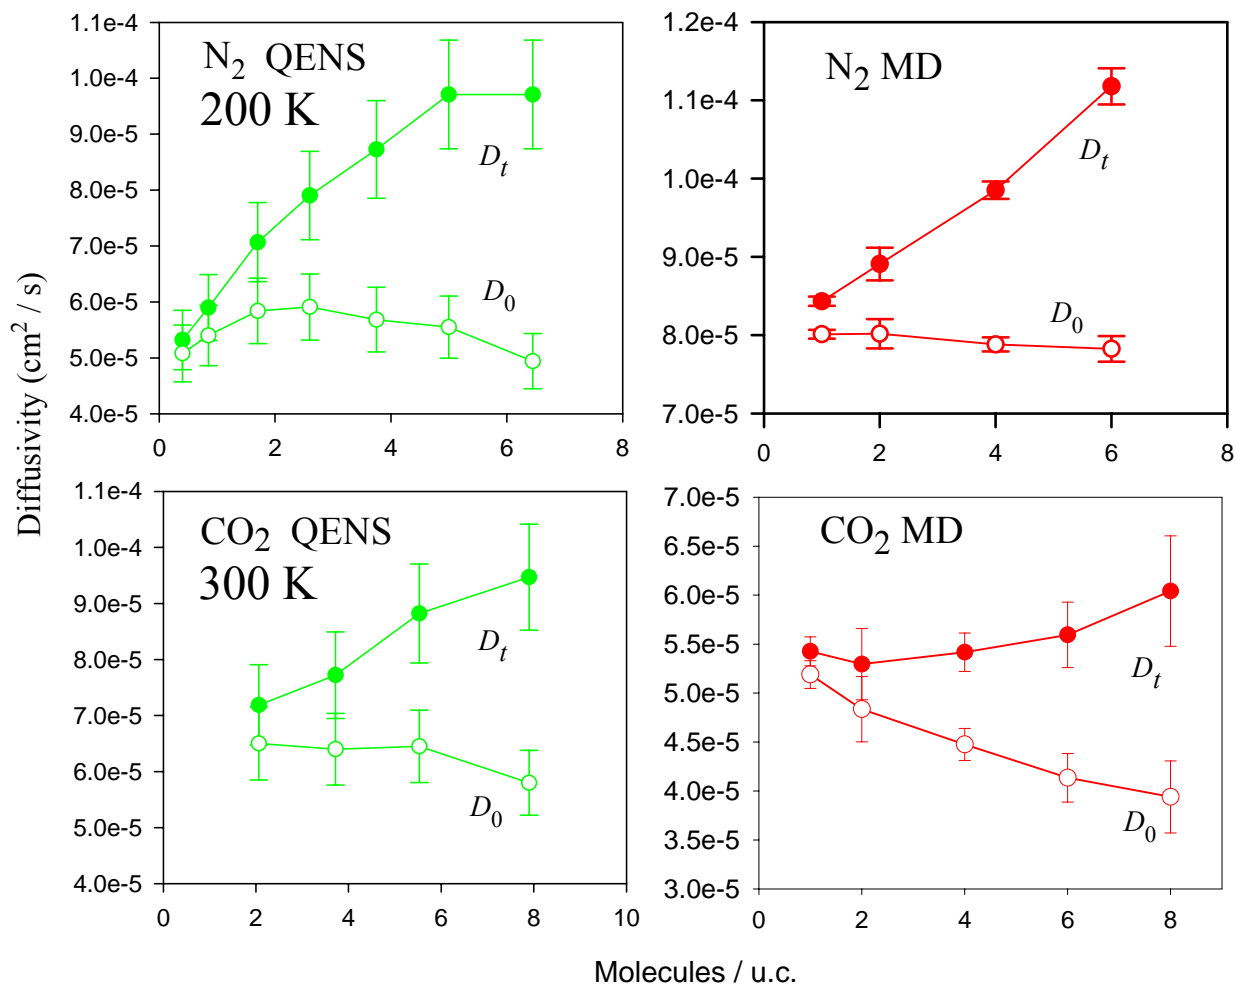 Diffusivity (cm² / s)
N₂ QENS
200 K
1.1e-4
1.0e-4
9.0e-5
8.0e-5
7.0e-5
6.0e-5
5.0e-5
4.0e-5
Dₜ
D₀
0 2 4 6 8
N₂ MD
1.2e-4
1.1e-4
1.0e-4
9.0e-5
8.0e-5
7.0e-5
Dₜ
D₀
0 2 4 6 8
CO₂ QENS
300 K
1.1e-4
1.0e-4
9.0e-5
8.0e-5
7.0e-5
6.0e-5
5.0e-5
4.0e-5
Dₜ
D₀
0 2 4 6 8 10
CO₂ MD
7.0e-5
6.5e-5
6.0e-5
5.5e-5
5.0e-5
4.5e-5
4.0e-5
3.5e-5
3.0e-5
Dₜ
D₀
0 2 4 6 8
Molecules / u.c.